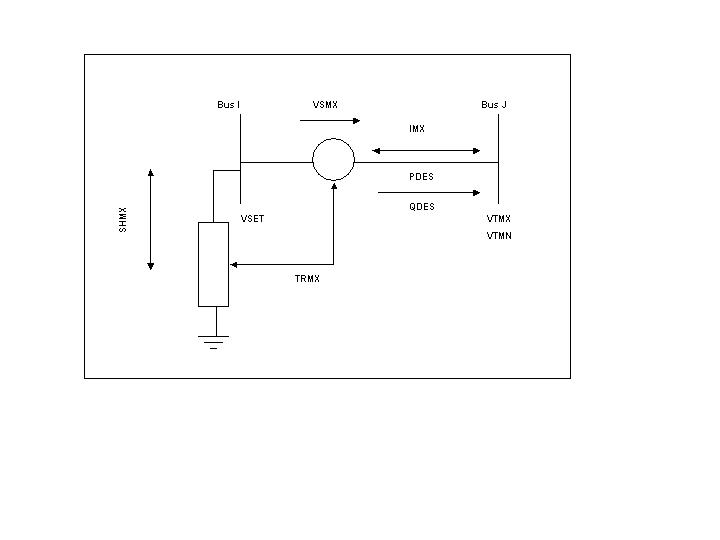 Bus I
VSMX
Bus J
IMX
PDES
SHMX
QDES
VSET
VTMX
VTMN
TRMX